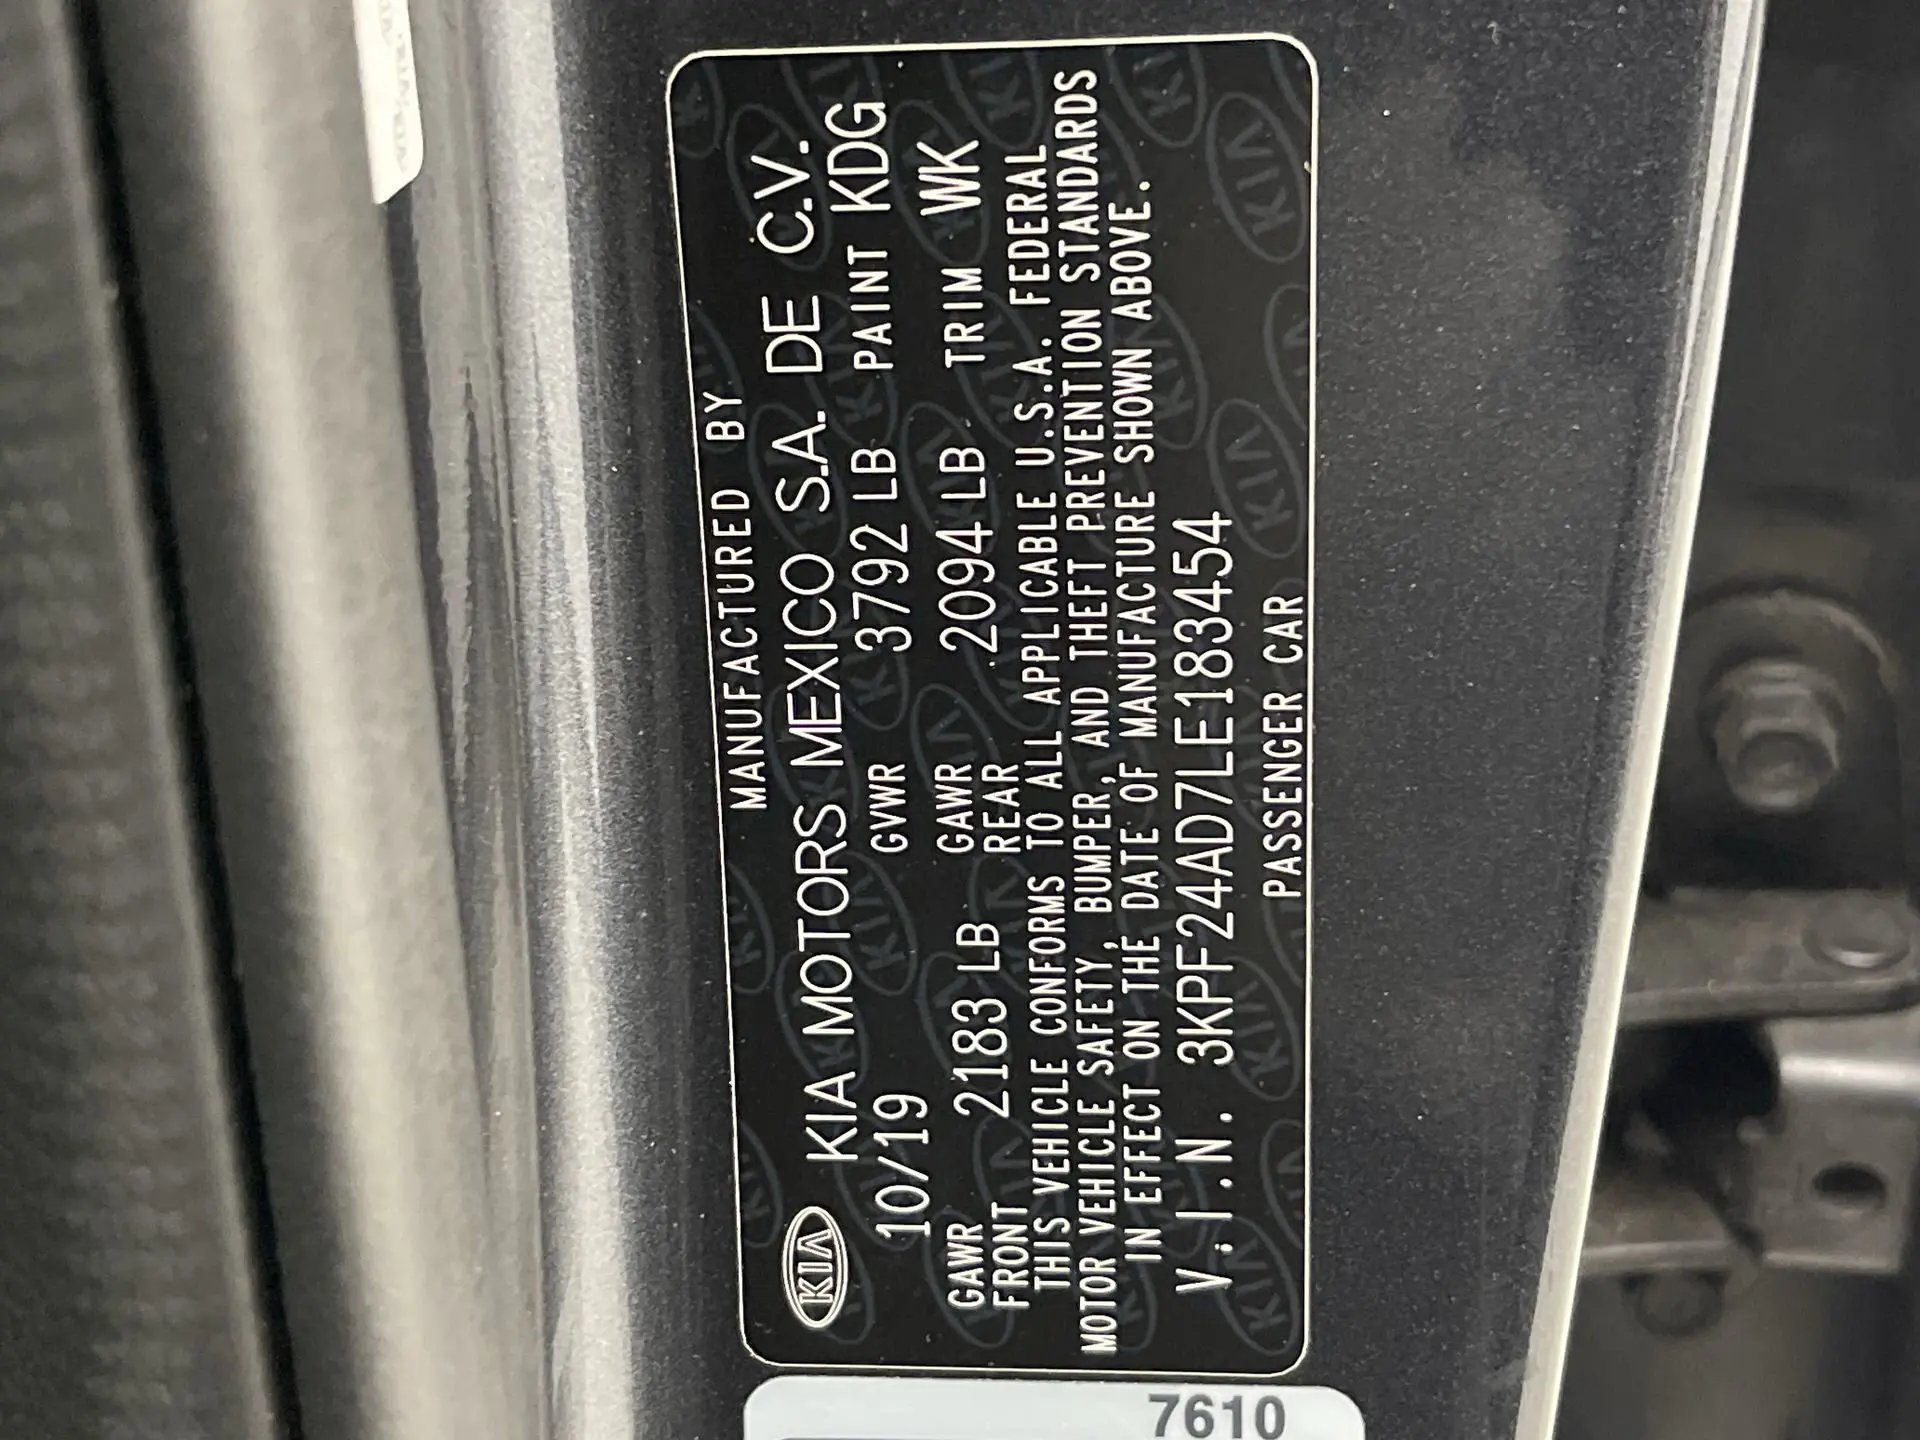 MANUFACTURED BY
KIA KIA MOTORS MEXICO S.A. DE C.V.
10/19 GVWR 3792 LB PAINT KDG
GAWR FRONT 2183 LB GAWR REAR 2094 LB TRIM WK
THIS VEHICLE CONFORMS TO ALL APPLICABLE U.S.A. FEDERAL
MOTOR VEHICLE SAFETY, BUMPER, AND THEFT PREVENTION STANDARDS
IN EFFECT ON THE DATE OF MANUFACTURE SHOWN ABOVE.
V.I.N. 3KPF24AD7LE183454
PASSENGER CAR
7610